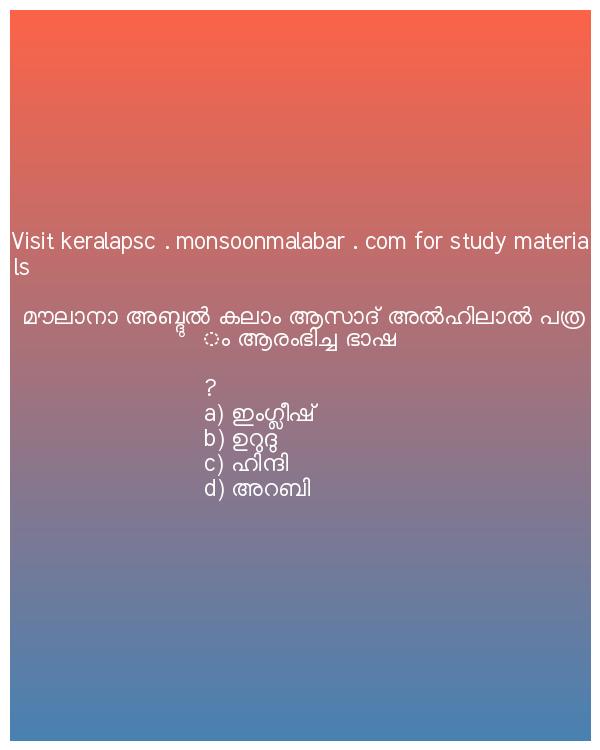 Visit keralapsc . monsoonmalabar . com for study materia
ls
മൗലാനാ അബ്ദുൽ കലാം ആസാദ് അൽഹിലാൽ പത്ര
ം ആരംഭിച്ച ഭാഷ
?
a) ഇംഗ്ലീഷ്
b) ഉറുദു
c) ഹിന്ദി
d) അറബി